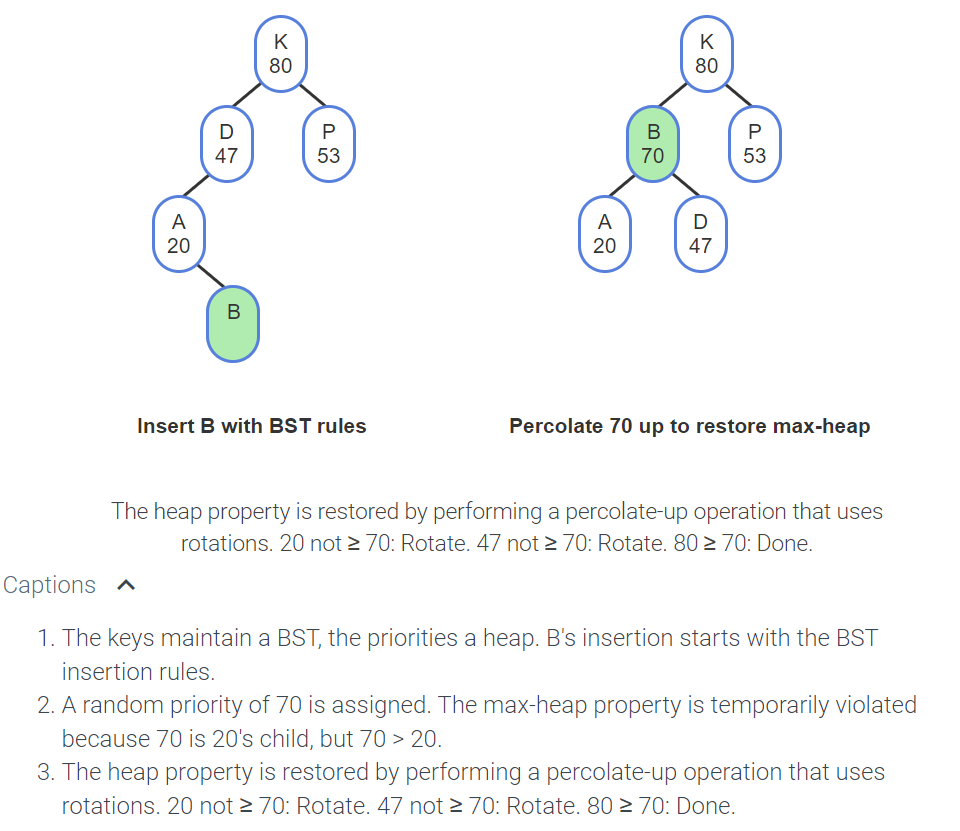 K
80
D
47
P
53
A
20
B
K
80
B
70
P
53
A
20
D
47
Insert B with BST rules
Percolate 70 up to restore max-heap
The heap property is restored by performing a percolate-up operation that uses
rotations. 20 not ≥ 70: Rotate. 47 not ≥ 70: Rotate. 80 ≥ 70: Done.
Captions
1. The keys maintain a BST, the priorities a heap. B's insertion starts with the BST
insertion rules.
2. A random priority of 70 is assigned. The max-heap property is temporarily violated
because 70 is 20's child, but 70 > 20.
3. The heap property is restored by performing a percolate-up operation that uses
rotations. 20 not ≥ 70: Rotate. 47 not ≥ 70: Rotate. 80 ≥ 70: Done.